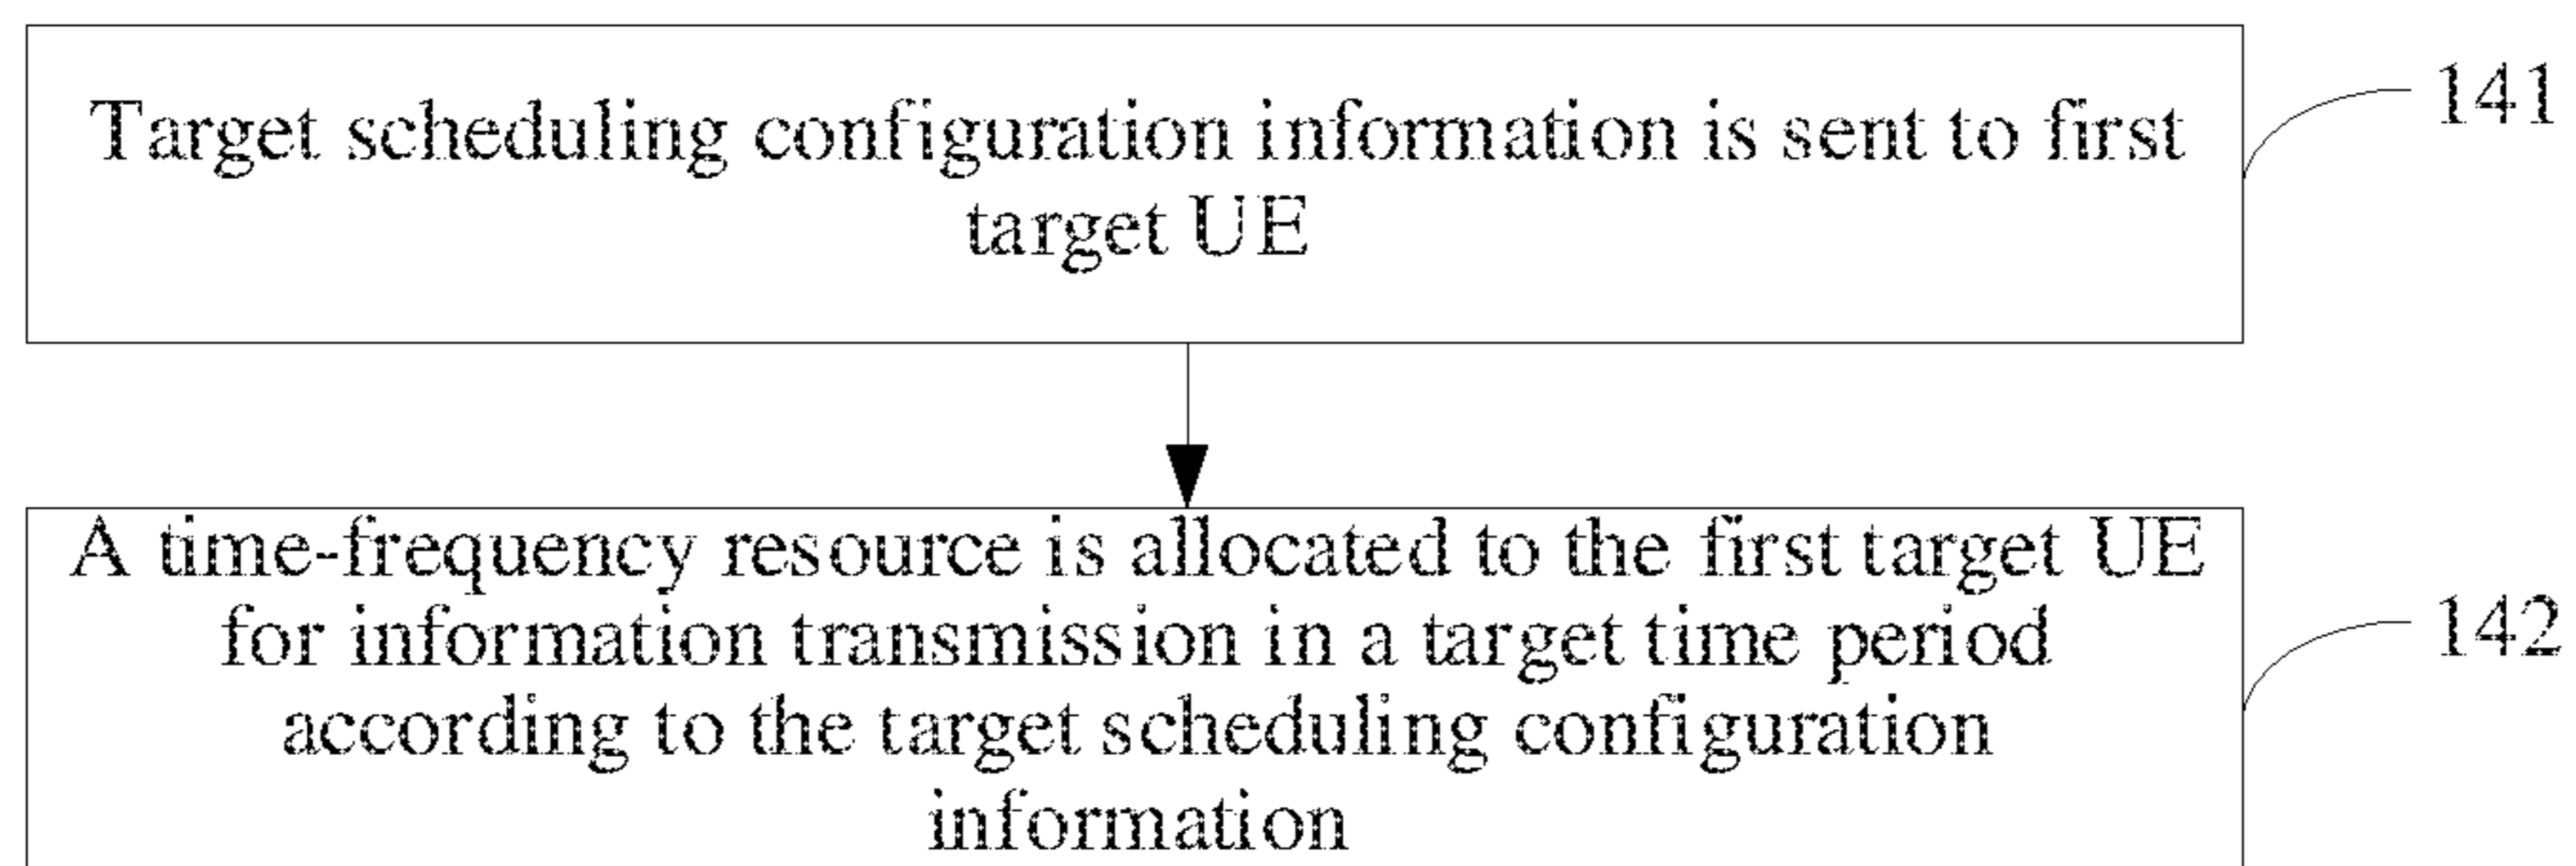 Target scheduling configuration information is sent to first
target UE
141
A time-frequency resource is allocated to the first target UE
for information transmission in a target time period
according to the target scheduling configuration
information
142